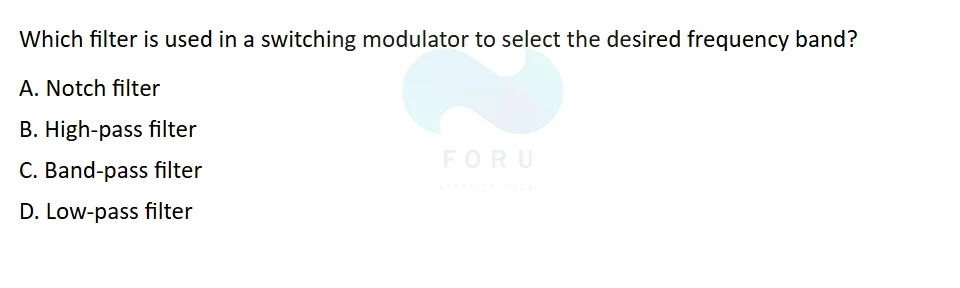 Which filter is used in a switching modulator to select the desired frequency band?
A. Notch filter
B. High-pass filter
C. Band-pass filter
D. Low-pass filter
FORU